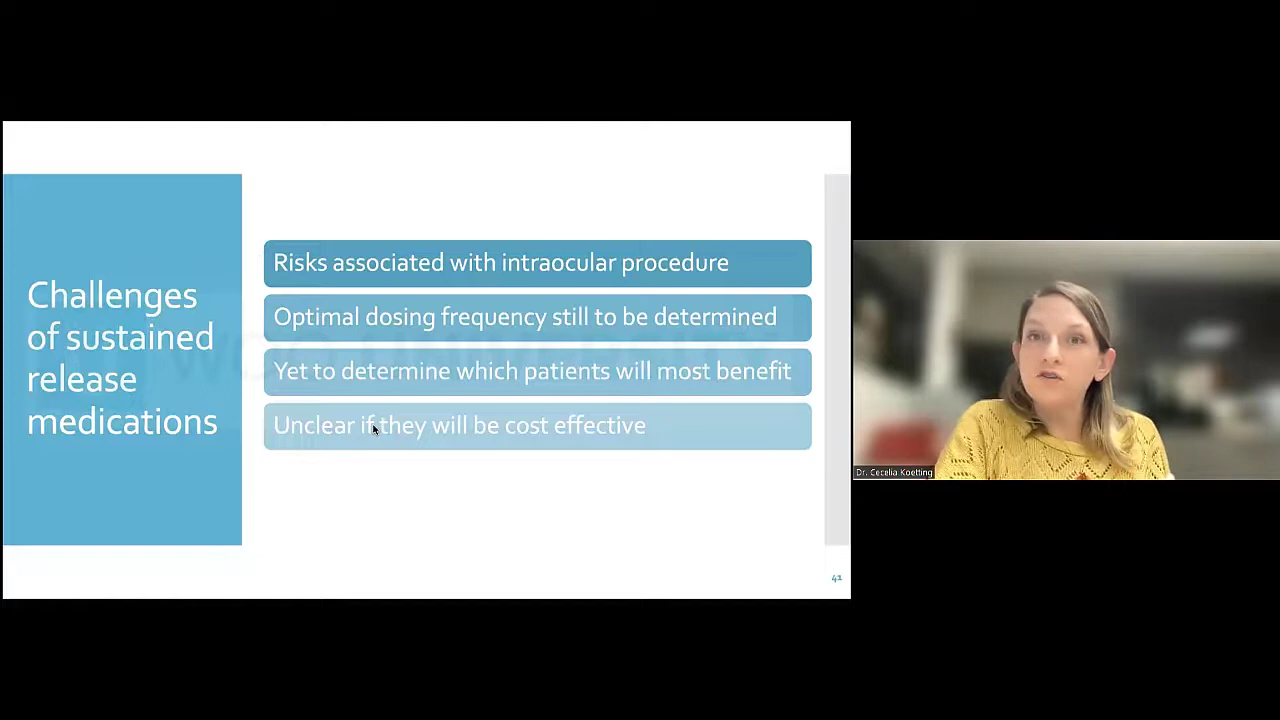 Challenges
of sustained
release
medications
Risks associated with intraocular procedure
Optimal dosing frequency still to be determined
Yet to determine which patients will most benefit
Unclear if they will be cost effective
41
Dr. Cecelia Koetting